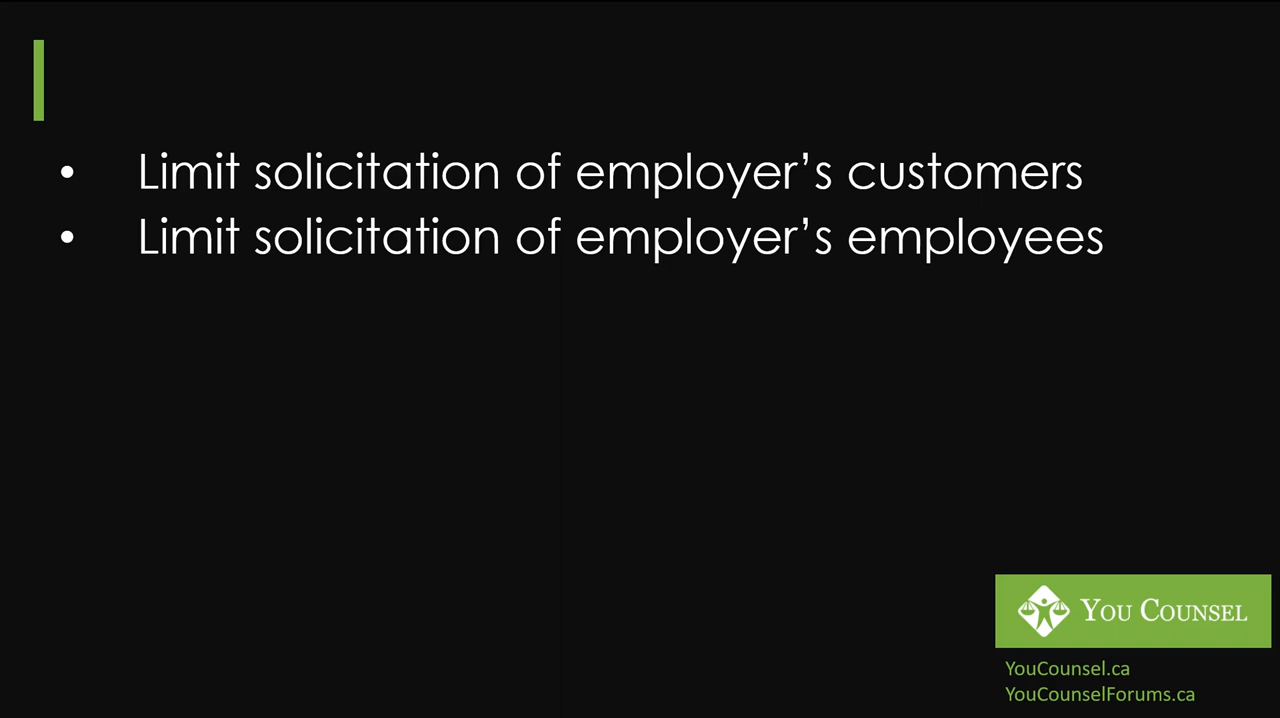 • Limit solicitation of employer’s customers
• Limit solicitation of employer’s employees
You Counsel
YouCounsel.ca
YouCounselForums.ca